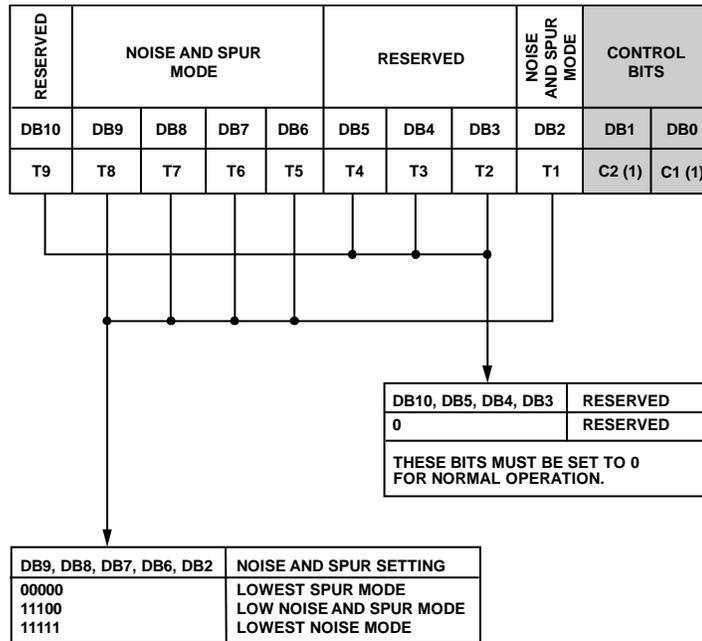 RESERVED
NOISE AND SPUR
MODE
RESERVED
NOISE
AND SPUR
MODE
CONTROL
BITS
DB10 DB9 DB8 DB7 DB6 DB5 DB4 DB3 DB2 DB1 DB0
T9 T8 T7 T6 T5 T4 T3 T2 T1 C2 (1) C1 (1)
DB10, DB5, DB4, DB3 RESERVED
0 RESERVED
THESE BITS MUST BE SET TO 0
FOR NORMAL OPERATION.
DB9, DB8, DB7, DB6, DB2 NOISE AND SPUR SETTING
00000 LOWEST SPUR MODE
11100 LOW NOISE AND SPUR MODE
11111 LOWEST NOISE MODE